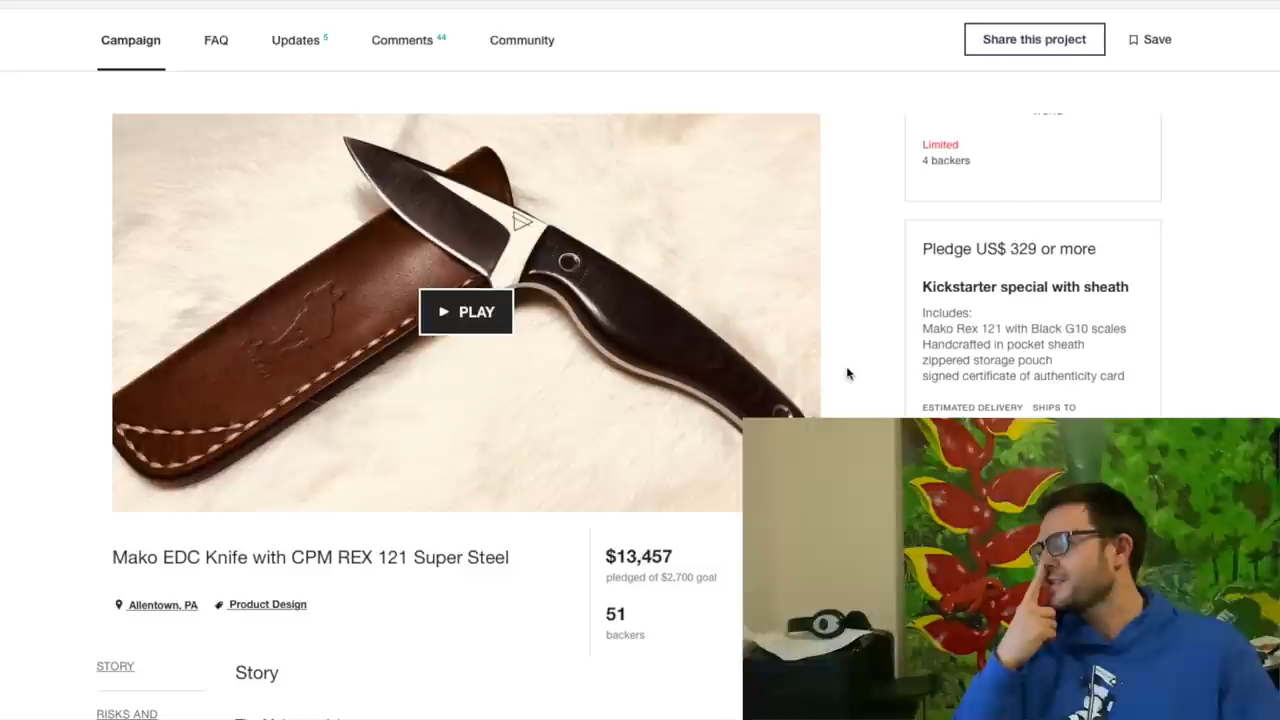 Campaign
FAQ
Updates 5
Comments 44
Community
Share this project
Save
PLAY
Limited
4 backers
Pledge US$ 329 or more
Kickstarter special with sheath
Includes:
Mako Rex 121 with Black G10 scales
Handcrafted in pocket sheath
zippered storage pouch
signed certificate of authenticity card
ESTIMATED DELIVERY SHIPS TO
Mako EDC Knife with CPM REX 121 Super Steel
Allentown, PA
Product Design
$13,457
pledged of $2,700 goal
51
backers
STORY
Story
RISKS AND